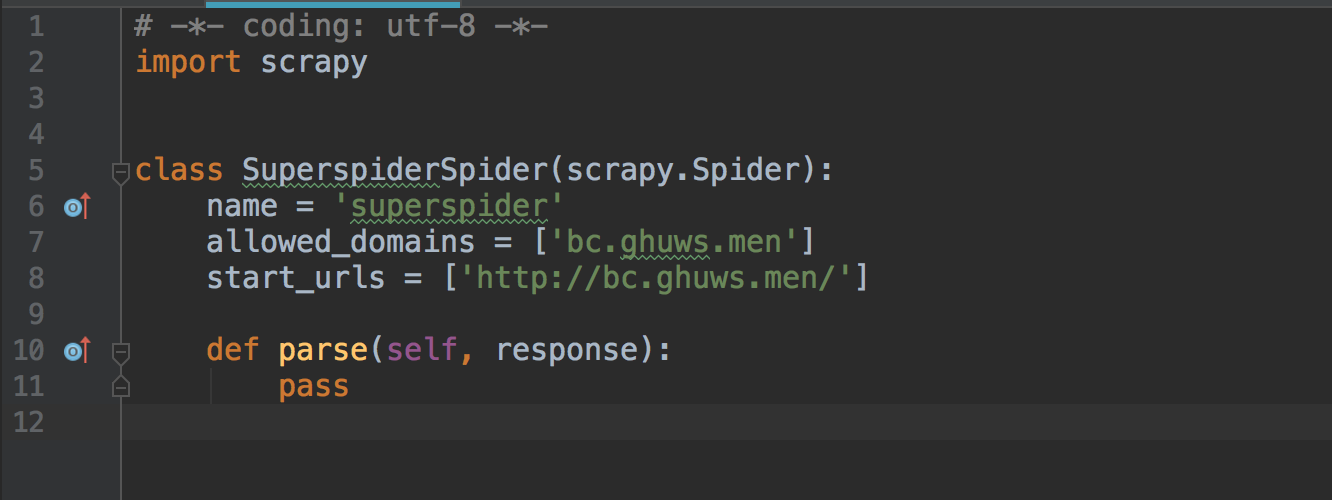 1 # -*- coding: utf-8 -*-
2 import scrapy
3
4
5 class SuperspiderSpider(scrapy.Spider):
6     name = 'superspider'
7     allowed_domains = ['bc.ghuws.men']
8     start_urls = ['http://bc.ghuws.men/']
9
10     def parse(self, response):
11         pass
12